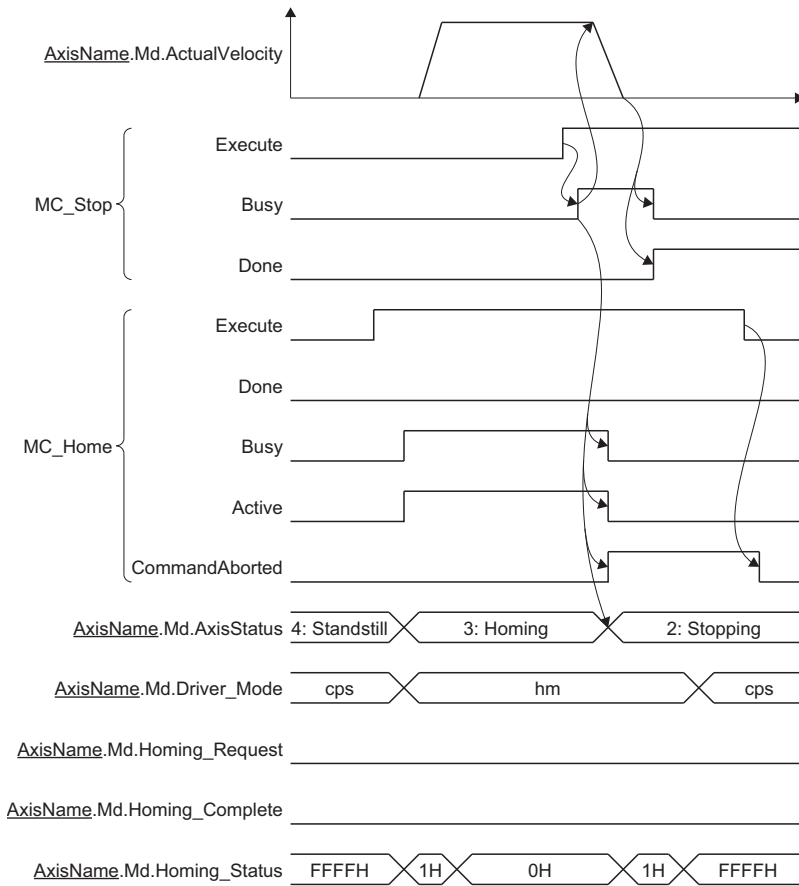 AxisName.Md.ActualVelocity
MC_Stop
Execute
Busy
Done
MC_Home
Execute
Done
Busy
Active
CommandAborted
AxisName.Md.AxisStatus 4: Standstill 3: Homing 2: Stopping
AxisName.Md.Driver_Mode cps hm cps
AxisName.Md.Homing_Request
AxisName.Md.Homing_Complete
AxisName.Md.Homing_Status FFFFH 1H 0H 1H FFFFH